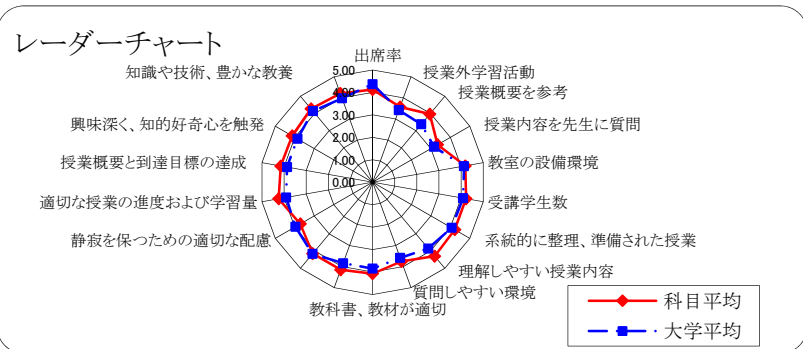 レーダーチャート
出席率
授業外学習活動
授業概要を参考
授業内容を先生に質問
教室の設備環境
受講学生数
系統的に整理、準備された授業
理解しやすい授業内容
質問しやすい環境
教科書、教材が適切
静寂を保つための適切な配慮
適切な授業の進度および学習量
授業概要と到達目標の達成
興味深く、知的好奇心を触発
知識や技術、豊かな教養
5.00
4.00
3.00
2.00
1.00
0.00
科目平均
大学平均